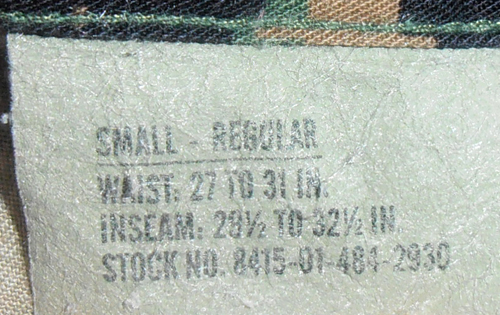 SMALL - REGULAR
WAIST: 27 TO 31 IN.
INSEAM: 29½ TO 32½ IN.
STOCK NO. 8415-01-484-2930